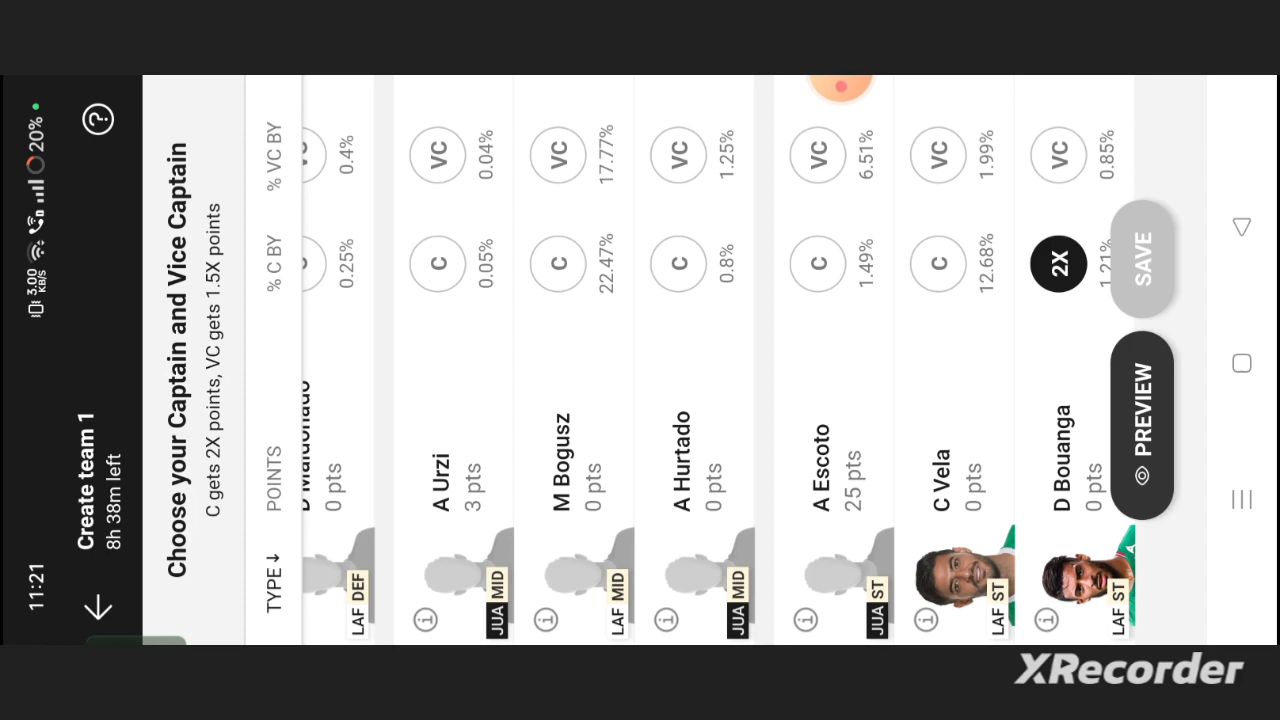 11:21
3.00 KB/S
20%
Create team 1
8h 38m left
?
Choose your Captain and Vice Captain
C gets 2X points, VC gets 1.5X points
TYPE ↓ POINTS % C BY % VC BY
D Maldonado C VC
LAF DEF 0 pts 0.25% 0.4%
A Urzi C VC
JUA MID 3 pts 0.05% 0.04%
M Bogusz C VC
LAF MID 0 pts 22.47% 17.77%
A Hurtado C VC
JUA MID 0 pts 0.8% 1.25%
A Escoto C VC
JUA ST 25 pts 1.49% 6.51%
C Vela C VC
LAF ST 0 pts 12.68% 1.99%
D Bouanga 2X VC
LAF ST 0 pts 1.21% 0.85%
PREVIEW SAVE
XRecorder